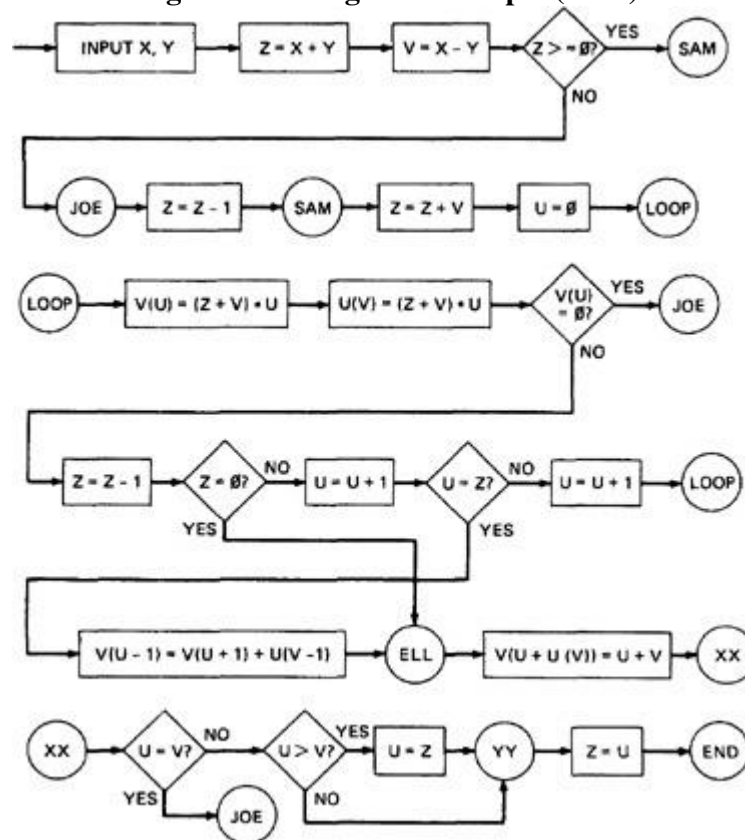 INPUT X, Y
Z = X + Y
V = X - Y
Z > = Ø?
YES
SAM
NO
JOE
Z = Z - 1
SAM
Z = Z + V
U = Ø
LOOP
LOOP
V(U) = (Z + V) * U
U(V) = (Z + V) * U
V(U)
= Ø?
YES
JOE
NO
Z = Z - 1
Z = Ø?
NO
U = U + 1
U = Z?
NO
U = U + 1
LOOP
YES
YES
V(U - 1) = V(U + 1) + U(V - 1)
ELL
V(U + U (V)) = U + V
XX
XX
U = V?
NO
U > V?
YES
U = Z
YY
Z = U
END
YES
JOE
NO